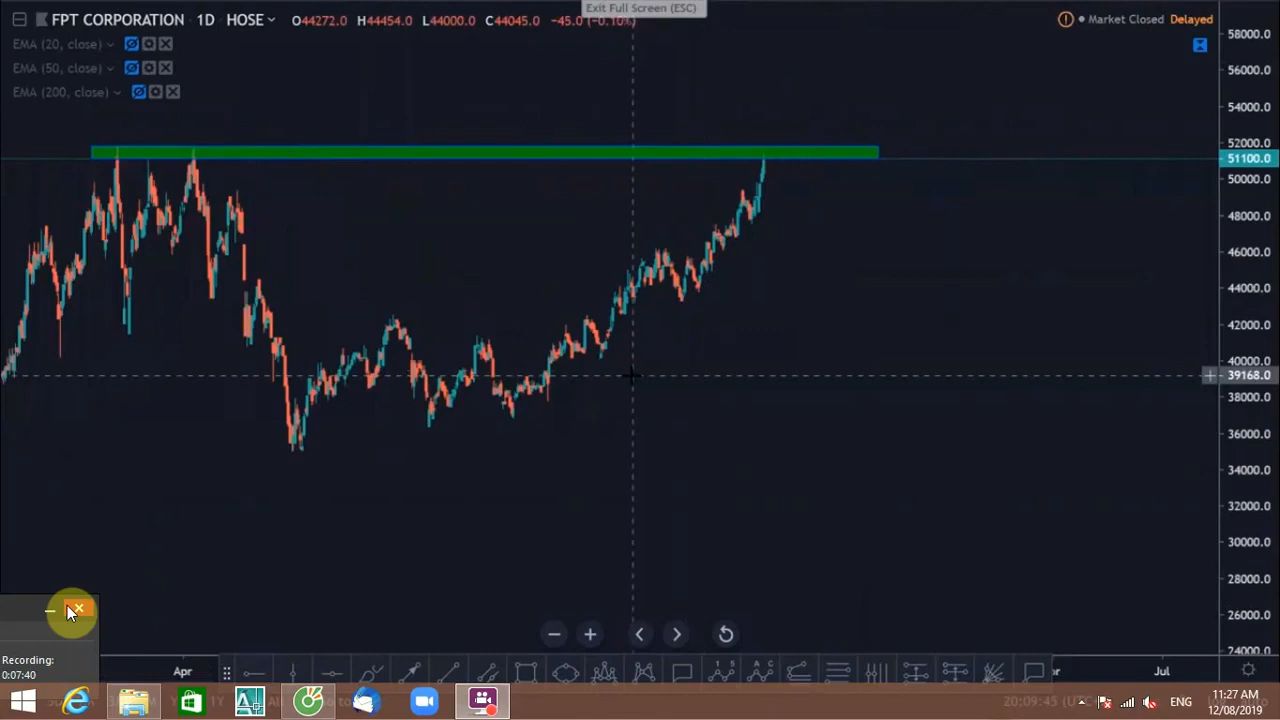 Exit Full Screen (ESC)
FPT CORPORATION 1D HOSE O44272.0 H44454.0 L44000.0 C44045.0 −45.0 (−0.10%)
Market Closed Delayed
EMA (20, close)
EMA (50, close)
EMA (200, close)
58000.0
56000.0
54000.0
52000.0
51100.0
50000.0
48000.0
46000.0
44000.0
42000.0
40000.0
39168.0
38000.0
36000.0
34000.0
32000.0
30000.0
28000.0
26000.0
24000.0
Recording:
0:07:40
Apr
Jul
20:09:45
ENG
11:27 AM
12/08/2019